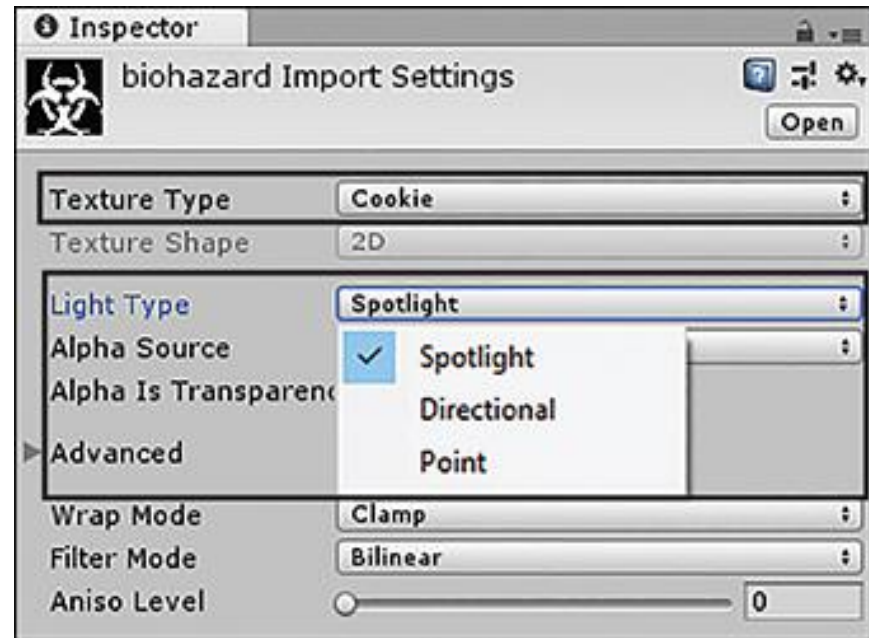 Inspector
biohazard Import Settings
Open
Texture Type Cookie
Texture Shape 2D
Light Type Spotlight
Alpha Source
Spotlight
Alpha Is Transparen
Directional
Advanced
Point
Wrap Mode Clamp
Filter Mode Bilinear
Aniso Level 0